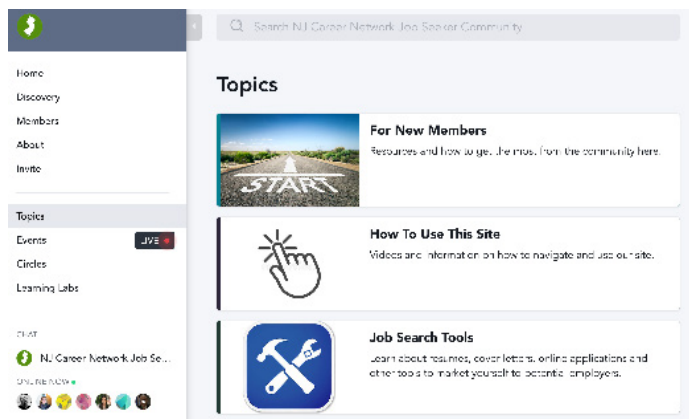 Search NJ Career Network Job Seeker Community
Home
Discovery
Members
About
Invite
Topics
Events
LIVE
Circles
Learning Labs
CHAT
NJ Career Network Job Se...
ONLINE NOW
Topics
START
For New Members
Resources and how to get the most from the community here.
How To Use This Site
Videos and information on how to navigate and use our site.
Job Search Tools
Learn about resumes, cover letters, online applications and
other tools to market yourself to potential employers.